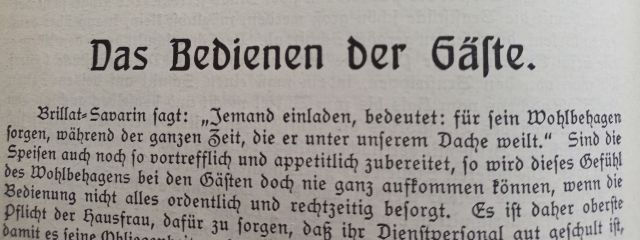 Das Bedienen der Gäſte.
Brillat-Savarin ſagt: „Jemand einladen, bedeutet: für ſein Wohlbehagen
ſorgen, während der ganzen Zeit, die er unter unſerem Dache weilt.“ Sind die
Speiſen auch noch ſo vortrefflich und appetitlich zubereitet, ſo wird dieſes Gefühl
des Wohlbehagens bei den Gäſten doch nie ganz aufkommen können, wenn die
Bedienung nicht alles ordentlich und rechtzeitig beſorgt. Es iſt daher oberſte
Pflicht der Hausfrau, dafür zu ſorgen, daß ihr Dienſtperſonal gut geſchult iſt,
damit es ſeine